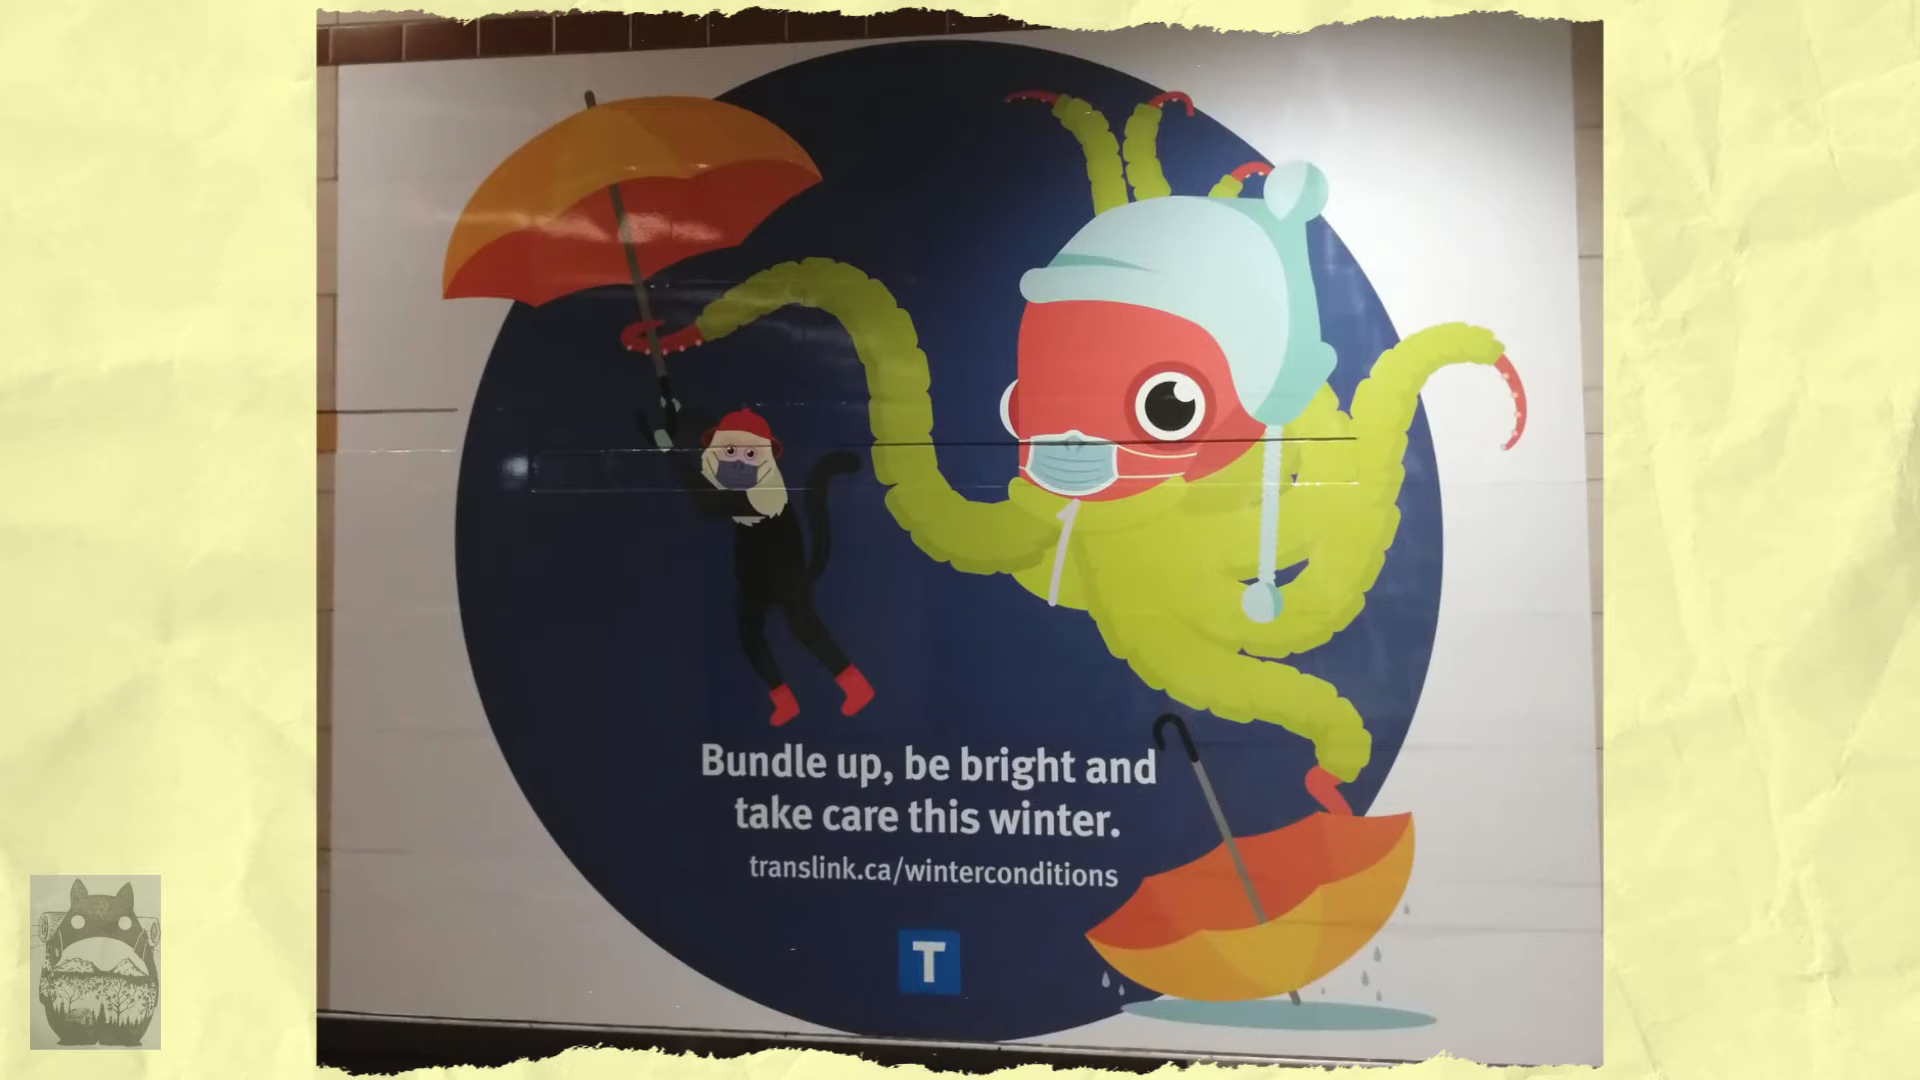 Bundle up, be bright and
take care this winter.
translink.ca/winterconditions
T